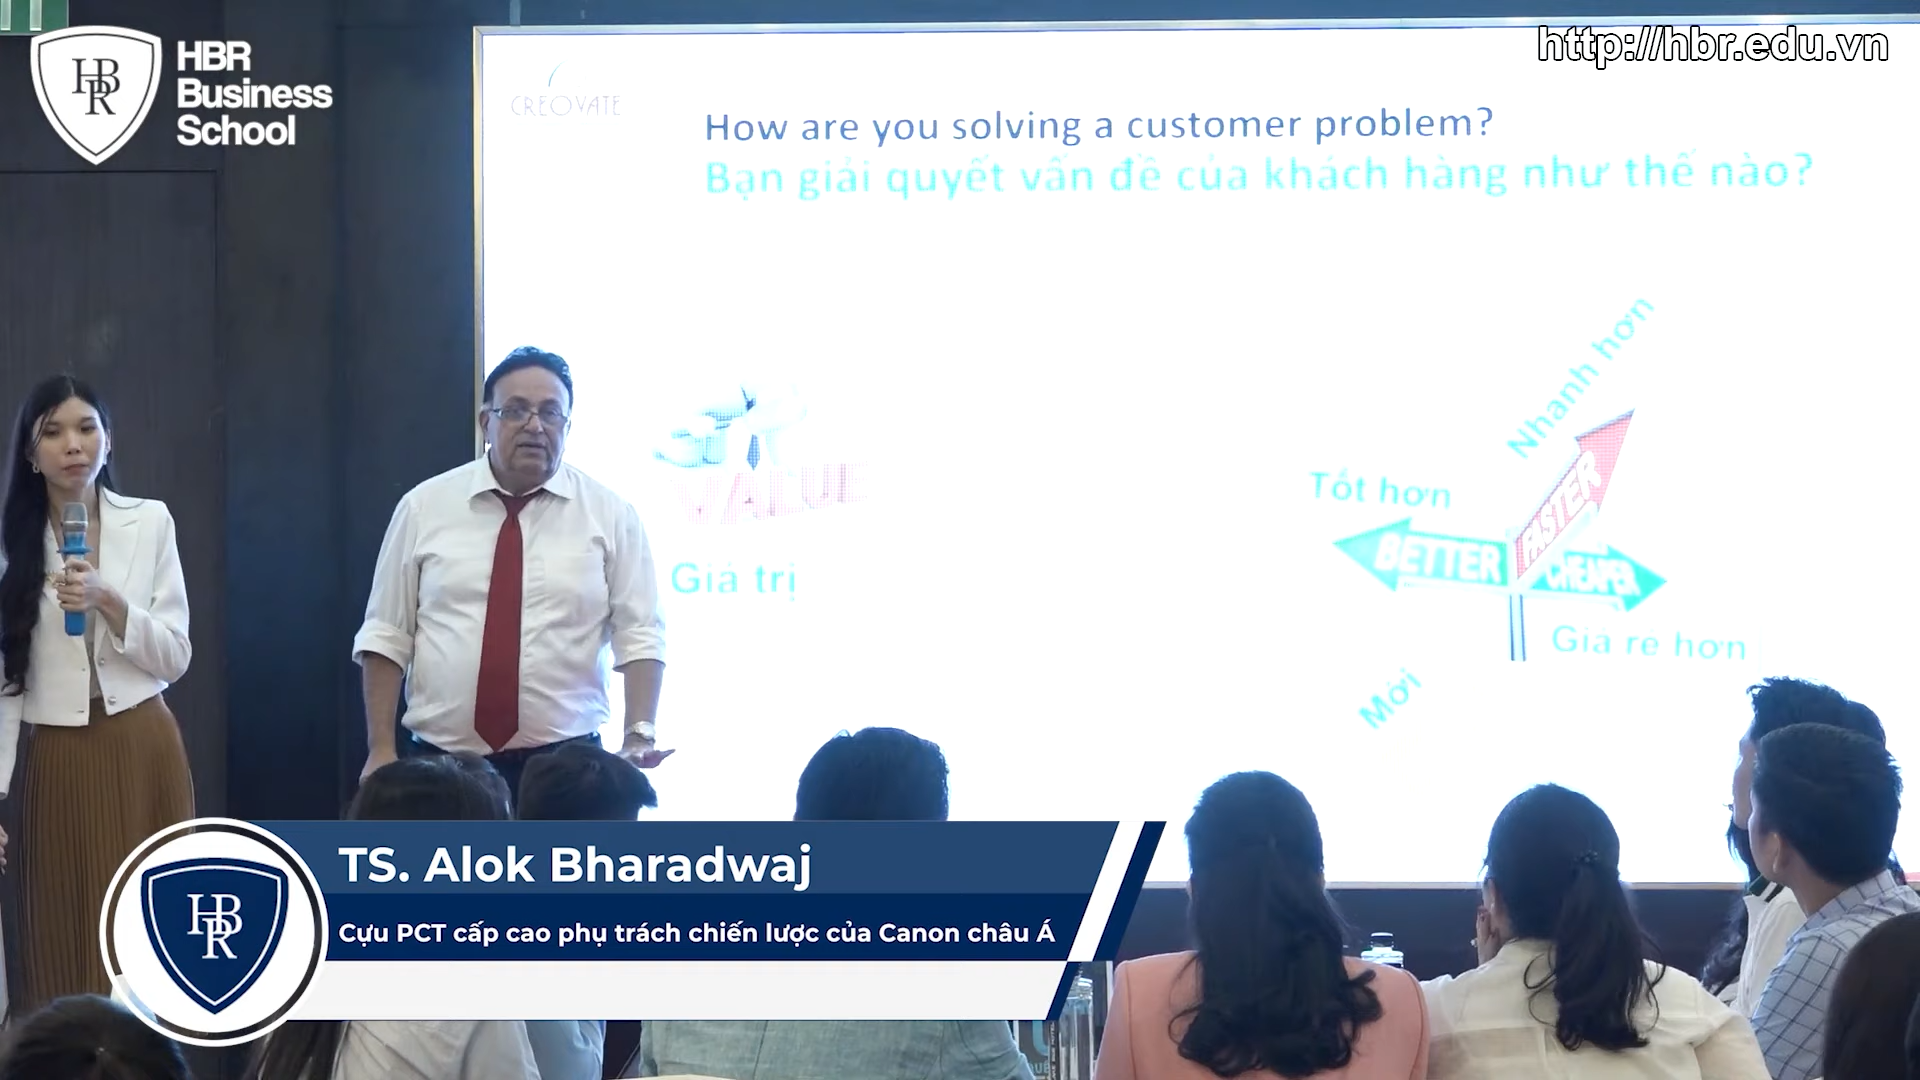 HBR
Business
School
HBR
http://hbr.edu.vn
CREOVATE
How are you solving a customer problem?
Bạn giải quyết vấn đề của khách hàng như thế nào?
VALUE
Giá trị
Nhanh hơn
Tốt hơn
FASTER
BETTER
CHEAPER
Giá rẻ hơn
Mới
TS. Alok Bharadwaj
Cựu PCT cấp cao phụ trách chiến lược của Canon châu Á
HBR